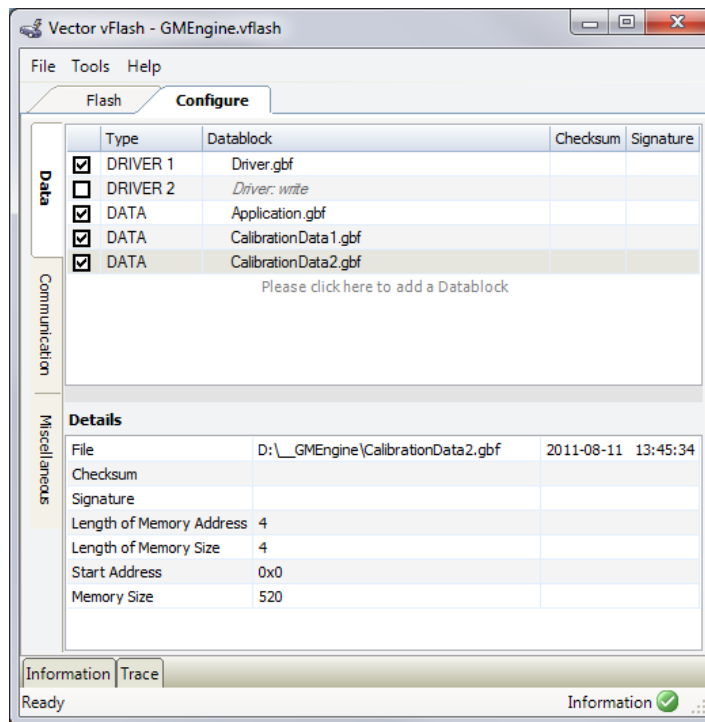 Vector vFlash - GMEngine.vflash
File Tools Help
Flash Configure
Type Datablock Checksum Signature
DRIVER 1 Driver.gbf
DRIVER 2 Driver: write
DATA Application.gbf
DATA CalibrationData1.gbf
DATA CalibrationData2.gbf
Please click here to add a Datablock
Data
Communication
Miscellaneous
Details
File D:\__GMEngine\CalibrationData2.gbf 2011-08-11 13:45:34
Checksum
Signature
Length of Memory Address 4
Length of Memory Size 4
Start Address 0x0
Memory Size 520
Information Trace
Ready Information